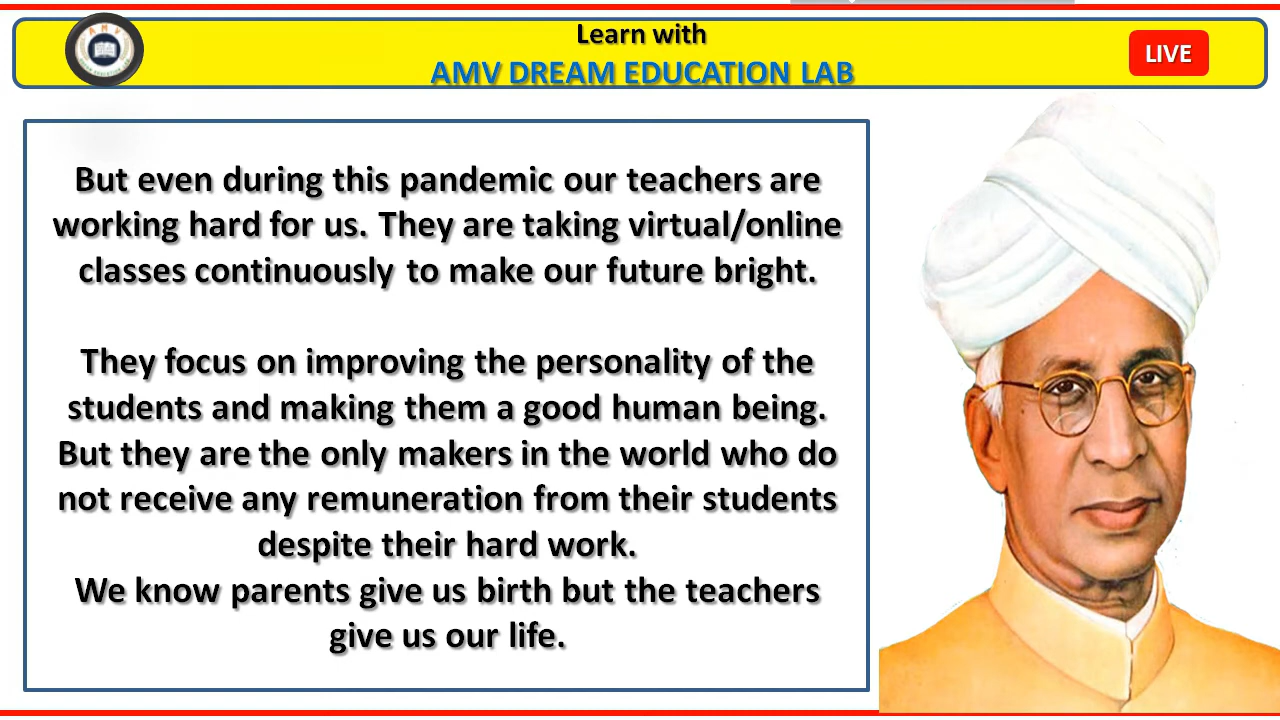 Learn with
AMV DREAM EDUCATION LAB
LIVE
But even during this pandemic our teachers are
working hard for us. They are taking virtual/online
classes continuously to make our future bright.
They focus on improving the personality of the
students and making them a good human being.
But they are the only makers in the world who do
not receive any remuneration from their students
despite their hard work.
We know parents give us birth but the teachers
give us our life.